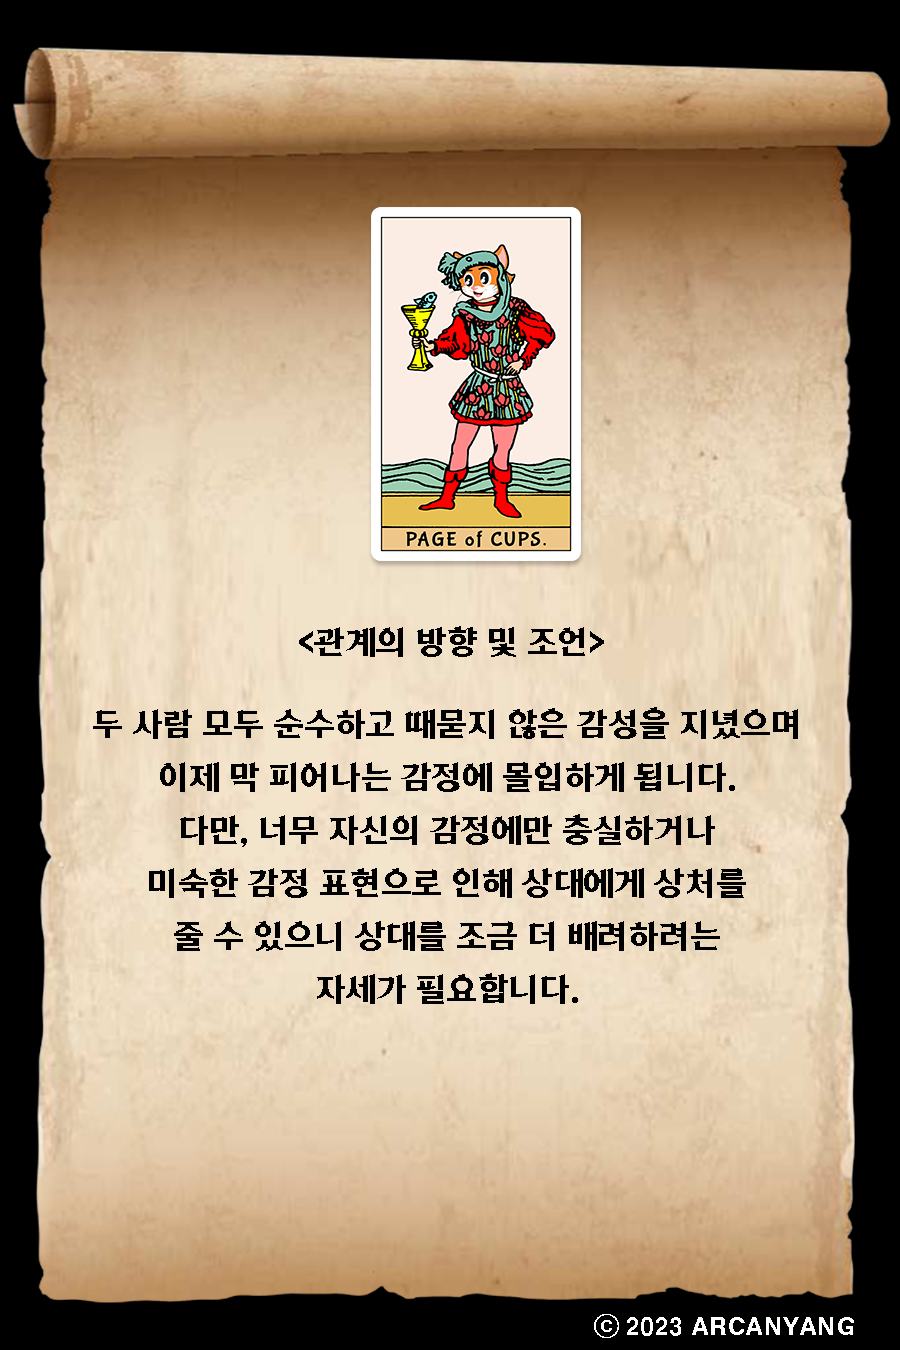 PAGE of CUPS.
<관계의 방향 및 조언>
두 사람 모두 순수하고 때묻지 않은 감성을 지녔으며
이제 막 피어나는 감정에 몰입하게 됩니다.
다만, 너무 자신의 감정에만 충실하거나
미숙한 감정 표현으로 인해 상대에게 상처를
줄 수 있으니 상대를 조금 더 배려하려는
자세가 필요합니다.
© 2023 ARCANYANG